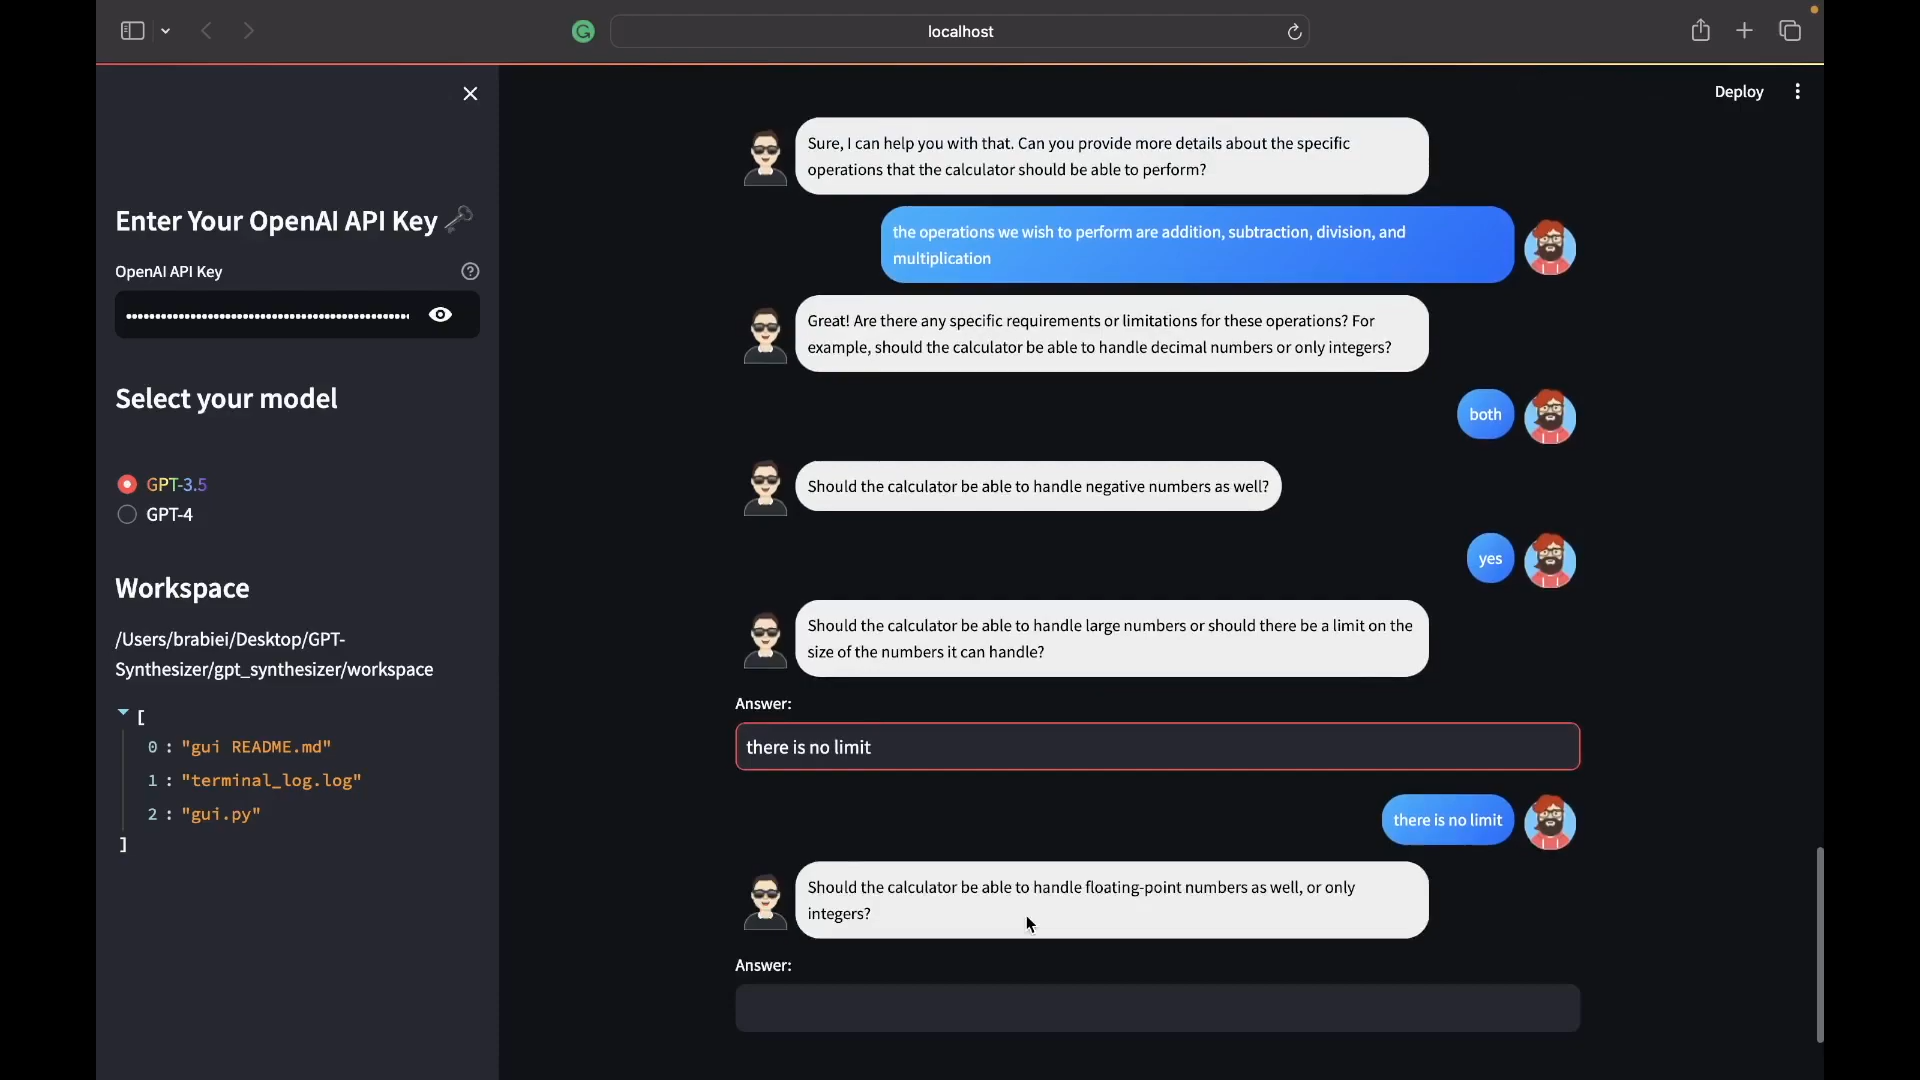 localhost
Deploy
Enter Your OpenAI API Key
OpenAI API Key
Select your model
GPT-3.5
GPT-4
Workspace
/Users/brabiei/Desktop/GPT-
Synthesizer/gpt_synthesizer/workspace
[
0 : "gui README.md"
1 : "terminal_log.log"
2 : "gui.py"
]
Sure, I can help you with that. Can you provide more details about the specific
operations that the calculator should be able to perform?
the operations we wish to perform are addition, subtraction, division, and
multiplication
Great! Are there any specific requirements or limitations for these operations? For
example, should the calculator be able to handle decimal numbers or only integers?
both
Should the calculator be able to handle negative numbers as well?
yes
Should the calculator be able to handle large numbers or should there be a limit on the
size of the numbers it can handle?
Answer:
there is no limit
there is no limit
Should the calculator be able to handle floating-point numbers as well, or only
integers?
Answer: